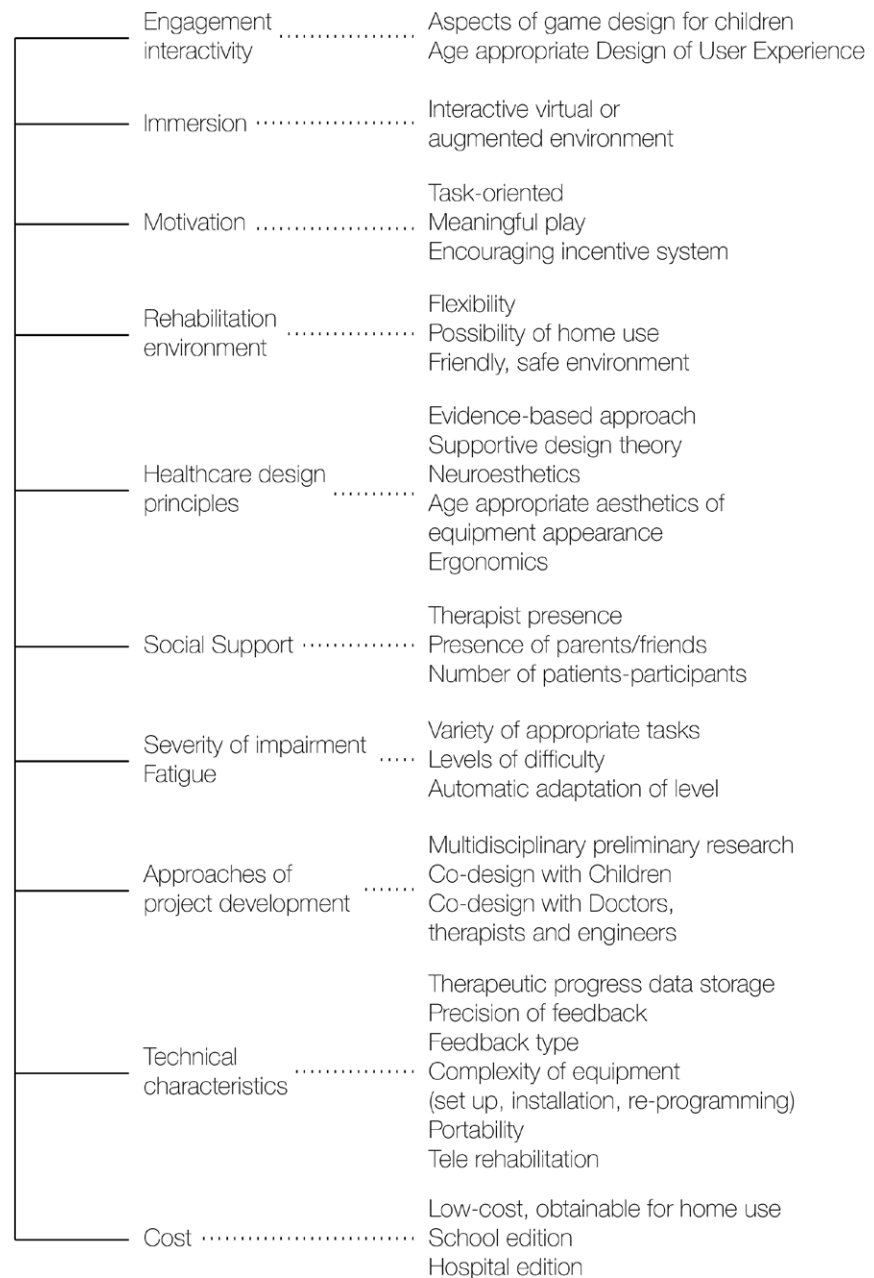 Engagement
interactivity
Aspects of game design for children
Age appropriate Design of User Experience
Immersion
Interactive virtual or
augmented environment
Motivation
Task-oriented
Meaningful play
Encouraging incentive system
Rehabilitation
environment
Flexibility
Possibility of home use
Friendly, safe environment
Healthcare design
principles
Evidence-based approach
Supportive design theory
Neuroesthetics
Age appropriate aesthetics of
equipment appearance
Ergonomics
Social Support
Therapist presence
Presence of parents/friends
Number of patients-participants
Severity of impairment
Fatigue
Variety of appropriate tasks
Levels of difficulty
Automatic adaptation of level
Approaches of
project development
Multidisciplinary preliminary research
Co-design with Children
Co-design with Doctors,
therapists and engineers
Technical
characteristics
Therapeutic progress data storage
Precision of feedback
Feedback type
Complexity of equipment
(set up, installation, re-programming)
Portability
Tele rehabilitation
Cost
Low-cost, obtainable for home use
School edition
Hospital edition